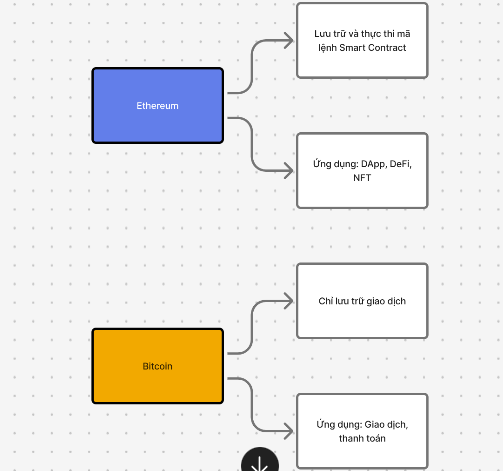 Lưu trữ và thực thi mã
lệnh Smart Contract
Ethereum
Ứng dụng: DApp, DeFi,
NFT
Chỉ lưu trữ giao dịch
Bitcoin
Ứng dụng: Giao dịch,
thanh toán